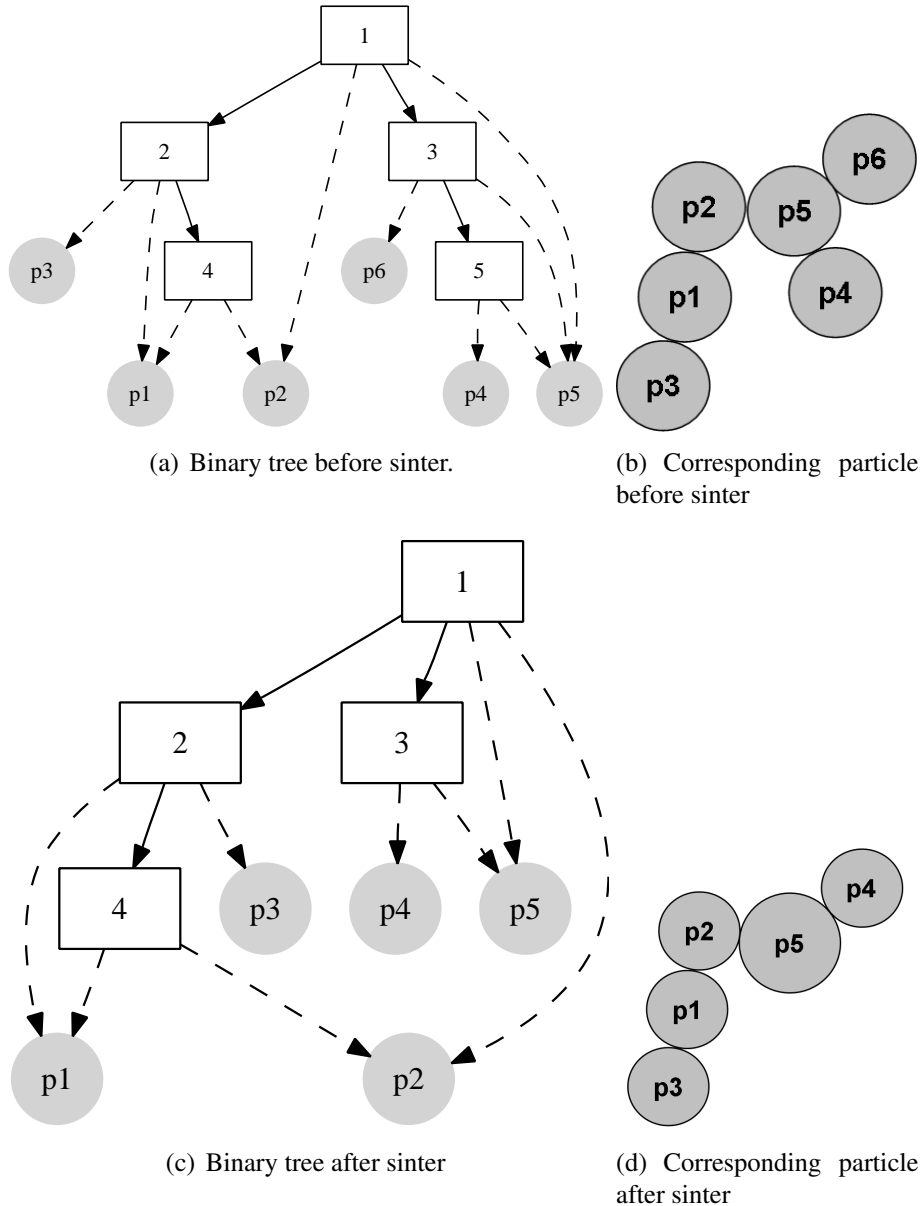 1
2
3
p3
4
p6
5
p1
p2
p4
p5
(a) Binary tree before sinter.
p6
p2
p5
p1
p4
p3
(b) Corresponding particle
before sinter
1
2
3
4
p3
p4
p5
p1
p2
(c) Binary tree after sinter
p4
p2
p5
p1
p3
(d) Corresponding particle
after sinter